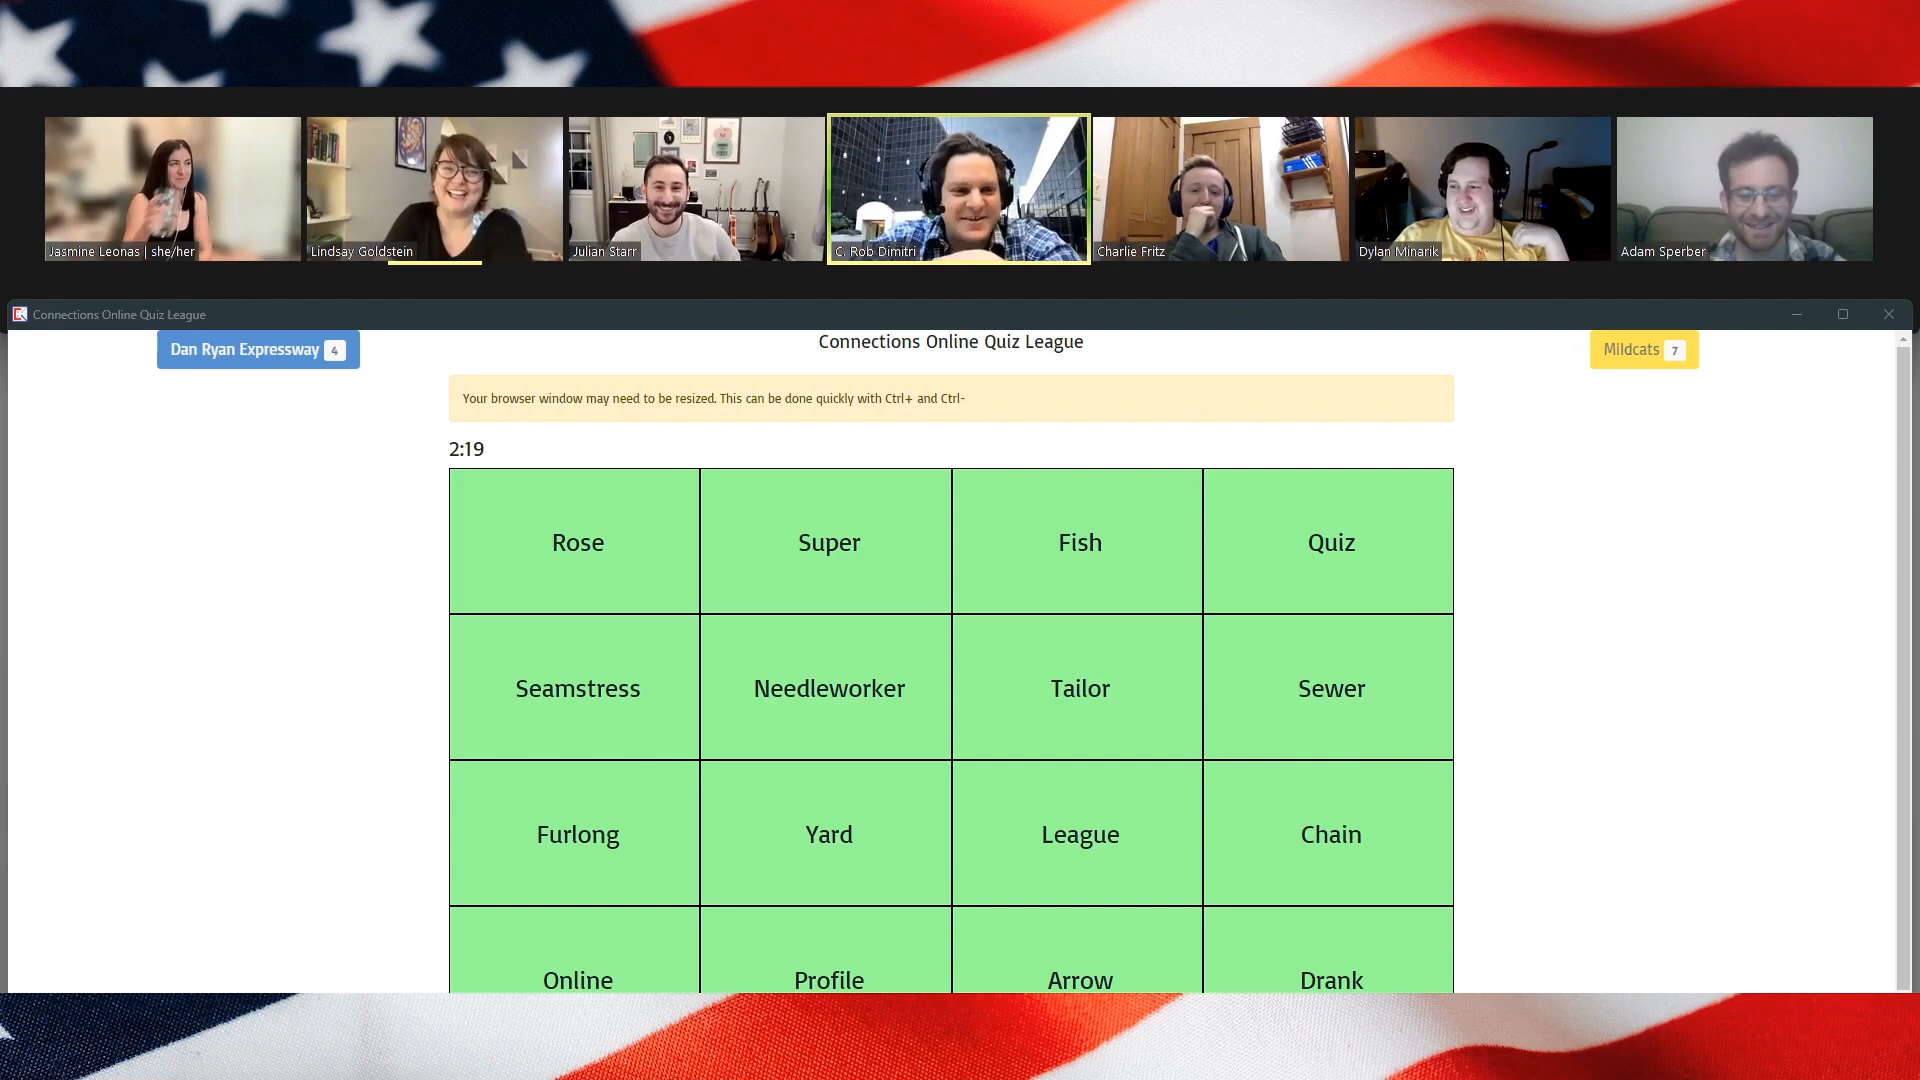 Jasmine Leonas | she/her
Lindsay Goldstein
Julian Starr
C. Rob Dimitri
Charlie Fritz
Dylan Minarik
Adam Sperber
Connections Online Quiz League
Dan Ryan Expressway 4
Connections Online Quiz League
Mildcats 7
Your browser window may need to be resized. This can be done quickly with Ctrl+ and Ctrl-
2:19
Rose Super Fish Quiz
Seamstress Needleworker Tailor Sewer
Furlong Yard League Chain
Online Profile Arrow Drank